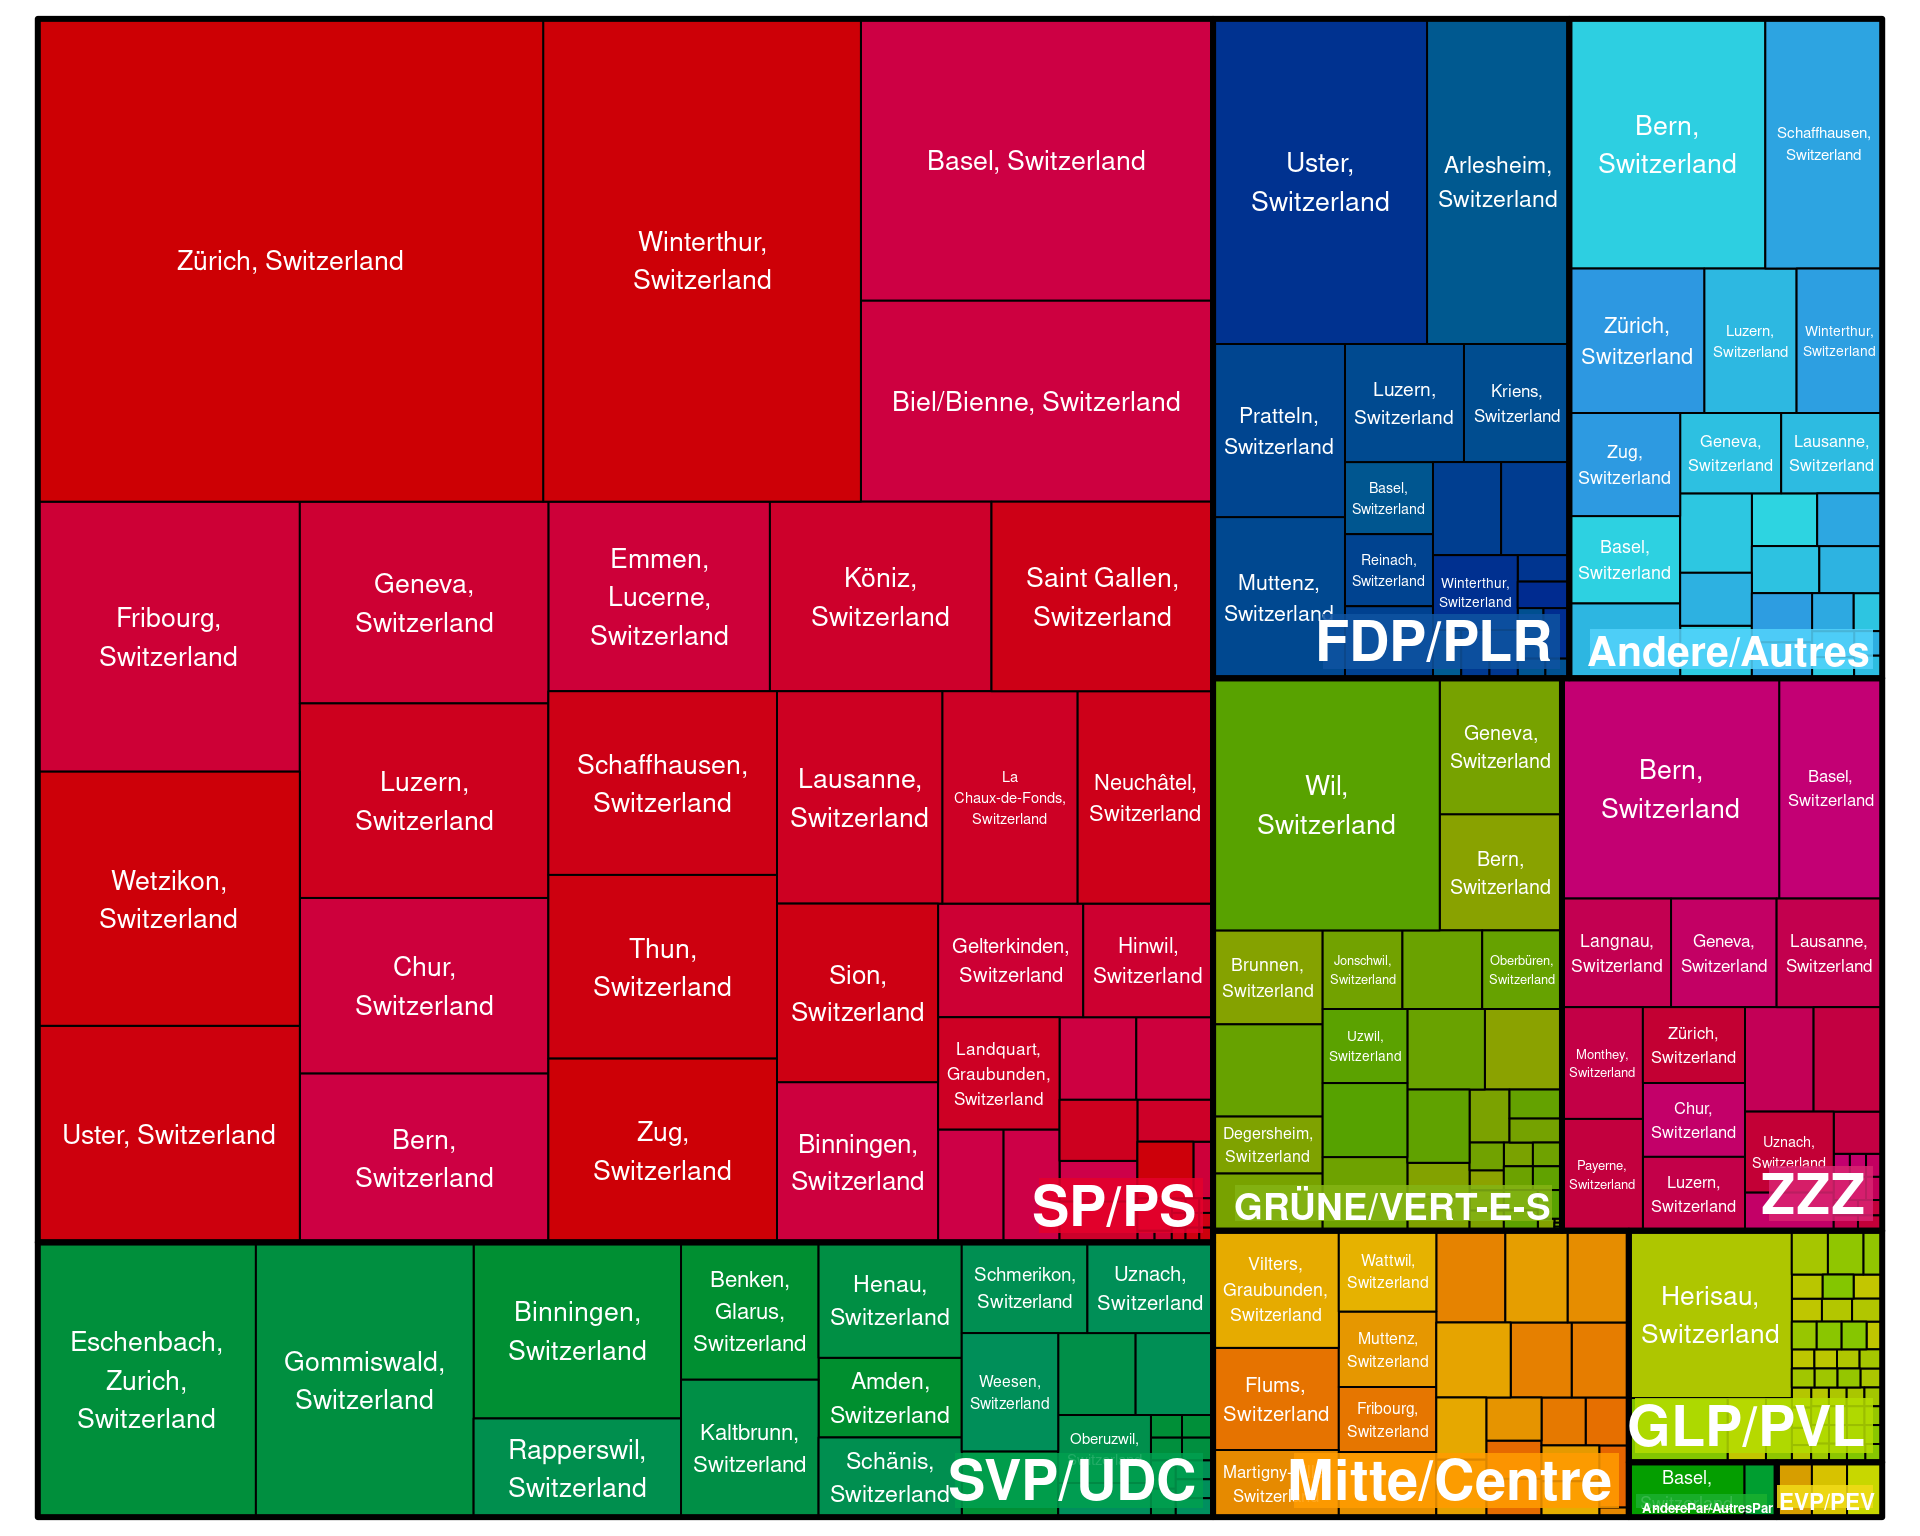 Zürich, Switzerland
Winterthur,
Switzerland
Basel, Switzerland
Biel/Bienne, Switzerland
Fribourg,
Switzerland
Geneva,
Switzerland
Emmen,
Lucerne,
Switzerland
Köniz,
Switzerland
Saint Gallen,
Switzerland
Wetzikon,
Switzerland
Luzern,
Switzerland
Schaffhausen,
Switzerland
Lausanne,
Switzerland
La
Chaux-de-Fonds,
Switzerland
Neuchâtel,
Switzerland
Chur,
Switzerland
Thun,
Switzerland
Sion,
Switzerland
Gelterkinden,
Switzerland
Hinwil,
Switzerland
Landquart,
Graubunden,
Switzerland
Uster, Switzerland
Bern,
Switzerland
Zug,
Switzerland
Binningen,
Switzerland
SP/PS
Eschenbach,
Zurich,
Switzerland
Gommiswald,
Switzerland
Binningen,
Switzerland
Rapperswil,
Switzerland
Benken,
Glarus,
Switzerland
Kaltbrunn,
Switzerland
Henau,
Switzerland
Amden,
Switzerland
Schänis,
Switzerland
Schmerikon,
Switzerland
Uznach,
Switzerland
Weesen,
Switzerland
Oberuzwil,
SVP/UDC
Uster,
Switzerland
Arlesheim,
Switzerland
Pratteln,
Switzerland
Luzern,
Switzerland
Kriens,
Switzerland
Basel,
Switzerland
Reinach,
Switzerland
Winterthur,
Switzerland
Muttenz,
Switzerland
FDP/PLR
Bern,
Switzerland
Schaffhausen,
Switzerland
Zürich,
Switzerland
Luzern,
Switzerland
Winterthur,
Switzerland
Zug,
Switzerland
Geneva,
Switzerland
Lausanne,
Switzerland
Basel,
Switzerland
Andere/Autres
Wil,
Switzerland
Geneva,
Switzerland
Bern,
Switzerland
Brunnen,
Switzerland
Jonschwil,
Switzerland
Oberbüren,
Switzerland
Uzwil,
Switzerland
Degersheim,
Switzerland
GRÜNE/VERT-E-S
Bern,
Switzerland
Basel,
Switzerland
Langnau,
Switzerland
Geneva,
Switzerland
Lausanne,
Switzerland
Monthey,
Switzerland
Zürich,
Switzerland
Chur,
Switzerland
Payerne,
Switzerland
Luzern,
Switzerland
Uznach,
Switzerland
ZZZ
Vilters,
Graubunden,
Switzerland
Wattwil,
Switzerland
Muttenz,
Switzerland
Flums,
Switzerland
Fribourg,
Switzerland
Martigny-
Mitte/Centre
Herisau,
Switzerland
GLP/PVL
Basel,
AnderePar/AutresPar
EVP/PEV